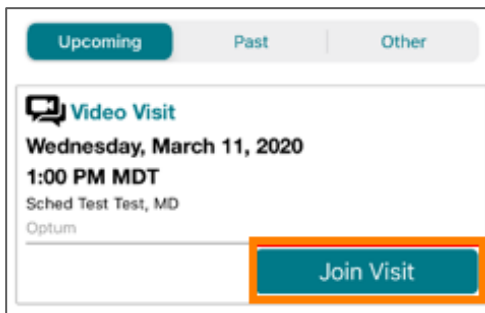 Upcoming Past Other
Video Visit
Wednesday, March 11, 2020
1:00 PM MDT
Sched Test Test, MD
Optum
Join Visit